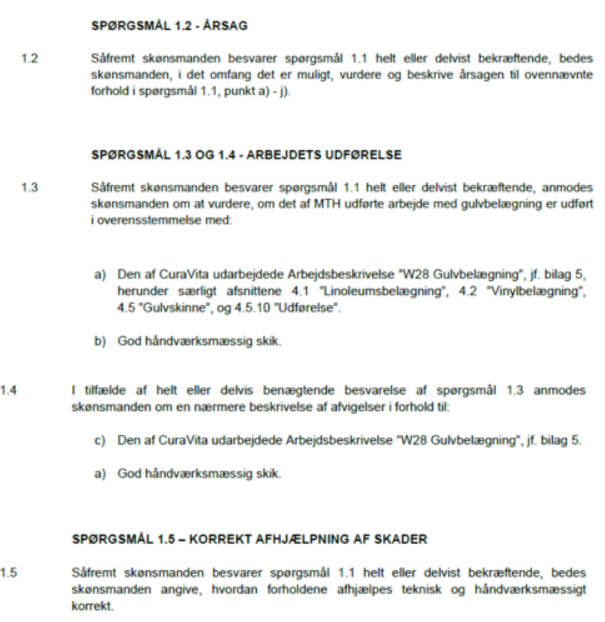 SPØRGSMÅL 1.2 - ÅRSAG
1.2 Såfremt skønsmanden besvarer spørgsmål 1.1 helt eller delvist bekræftende, bedes
skønsmanden, i det omfang det er muligt, vurdere og beskrive årsagen til ovennævnte
forhold i spørgsmål 1.1, punkt a) - j).
SPØRGSMÅL 1.3 OG 1.4 - ARBEJDETS UDFØRELSE
1.3 Såfremt skønsmanden besvarer spørgsmål 1.1 helt eller delvist bekræftende, anmodes
skønsmanden om at vurdere, om det af MTH udførte arbejde med gulvbelægning er udført
i overensstemmelse med:
a) Den af CuraVita udarbejdede Arbejdsbeskrivelse "W28 Gulvbelægning", jf. bilag 5,
herunder særligt afsnittene 4.1 "Linoleumsbelægning", 4.2 "Vinylbelægning",
4.5 "Gulvskinne", og 4.5.10 "Udførelse".
b) God håndværksmæssig skik.
1.4 I tilfælde af helt eller delvis benægtende besvarelse af spørgsmål 1.3 anmodes
skønsmanden om en nærmere beskrivelse af afvigelser i forhold til:
c) Den af CuraVita udarbejdede Arbejdsbeskrivelse "W28 Gulvbelægning", jf. bilag 5.
a) God håndværksmæssig skik.
SPØRGSMÅL 1.5 – KORREKT AFHJÆLPNING AF SKADER
1.5 Såfremt skønsmanden besvarer spørgsmål 1.1 helt eller delvist bekræftende, bedes
skønsmanden angive, hvordan forholdene afhjælpes teknisk og håndværksmæssigt
korrekt.